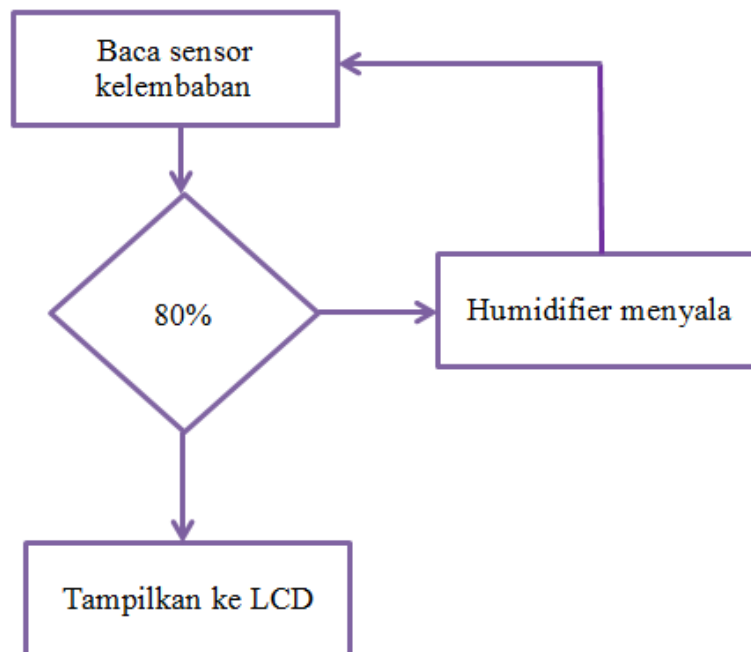 Baca sensor
kelembaban
80%
Humidifier menyala
Tampilkan ke LCD